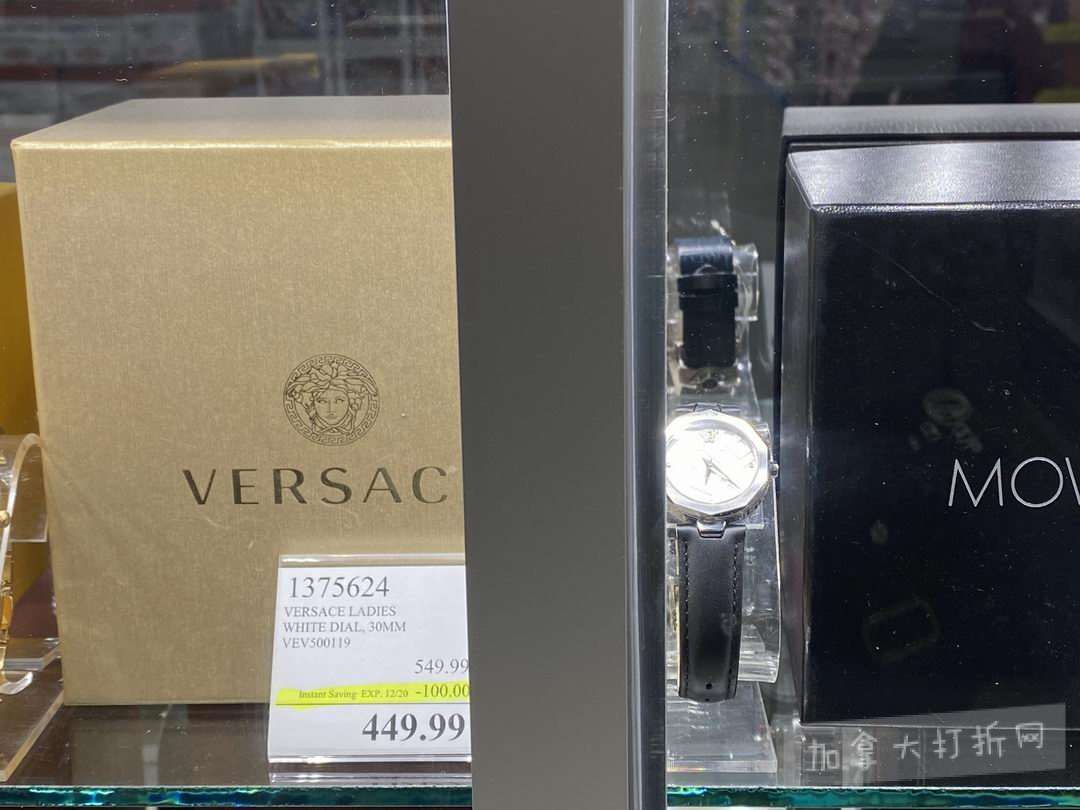 VERSAC
1375624
VERSACE LADIES
WHITE DIAL, 30MM
VEV500119
549.99
Instant Saving EXP. 12/20 -100.00
449.99
MOV
加拿大打折网